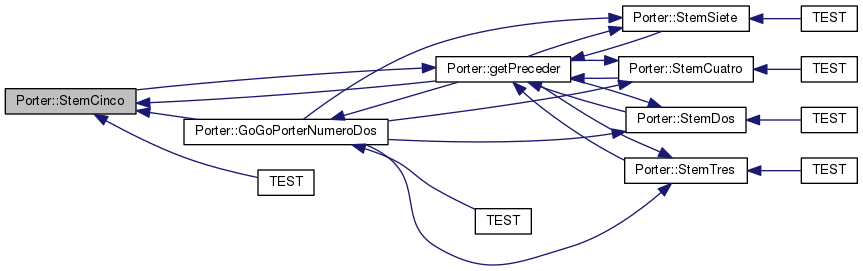 Porter::StemSiete
TEST
Porter::getPreceder
Porter::StemCuatro
TEST
Porter::StemCinco
Porter::GoGoPorterNumeroDos
Porter::StemDos
TEST
Porter::StemTres
TEST
TEST
TEST